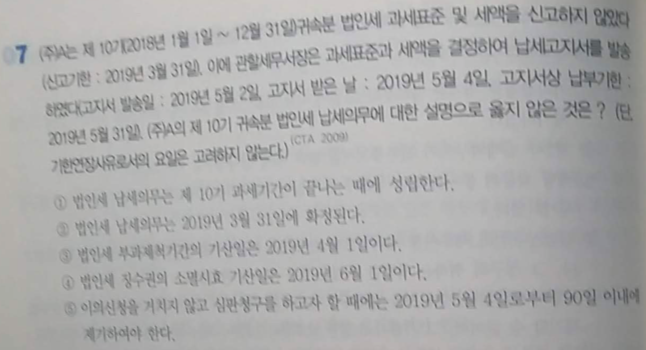 07 (주)A는 제 10기(2018년 1월 1일 ~ 12월 31일)귀속분 법인세 과세표준 및 세액을 신고하지 않았다
(신고기한 : 2019년 3월 31일). 이에 관할세무서장은 과세표준과 세액을 결정하여 납세고지서를 발송
하였다(고지서 발송일 : 2019년 5월 2일, 고지서 받은 날 : 2019년 5월 4일, 고지서상 납부기한 :
2019년 5월 31일). (주)A의 제 10기 귀속분 법인세 납세의무에 대한 설명으로 옳지 않은 것은? (단,
기한연장사유로서의 요일은 고려하지 않는다.) (CTA 2009)
① 법인세 납세의무는 제 10기 과세기간이 끝나는 때에 성립한다.
② 법인세 납세의무는 2019년 3월 31일에 확정된다.
③ 법인세 부과제척기간의 기산일은 2019년 4월 1일이다.
④ 법인세 징수권의 소멸시효 기산일은 2019년 6월 1일이다.
⑤ 이의신청을 거치지 않고 심판청구를 하고자 할 때에는 2019년 5월 4일로부터 90일 이내에
제기하여야 한다.